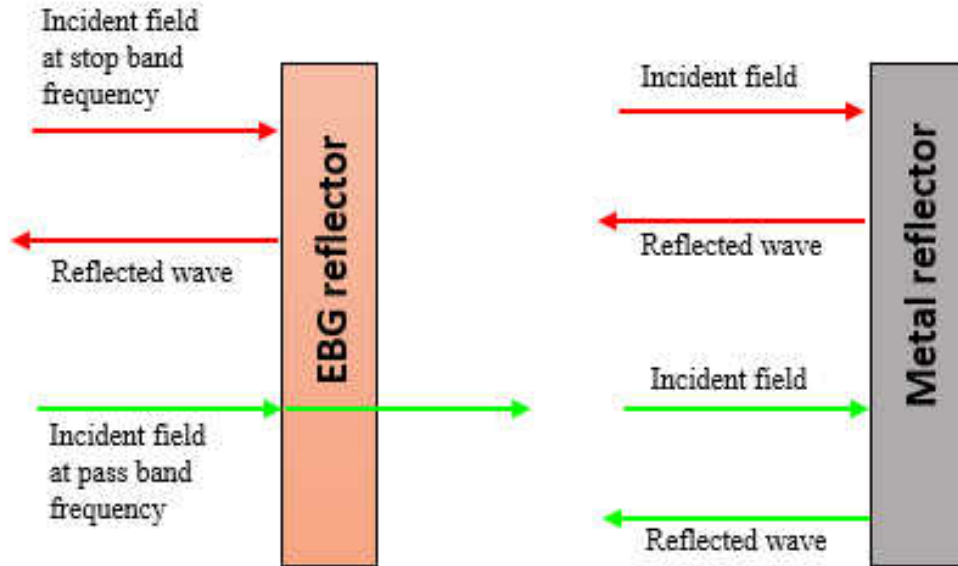 Incident field
at stop band
frequency
Reflected wave
EBG reflector
Incident field
at pass band
frequency
Incident field
Reflected wave
Incident field
Reflected wave
Metal reflector